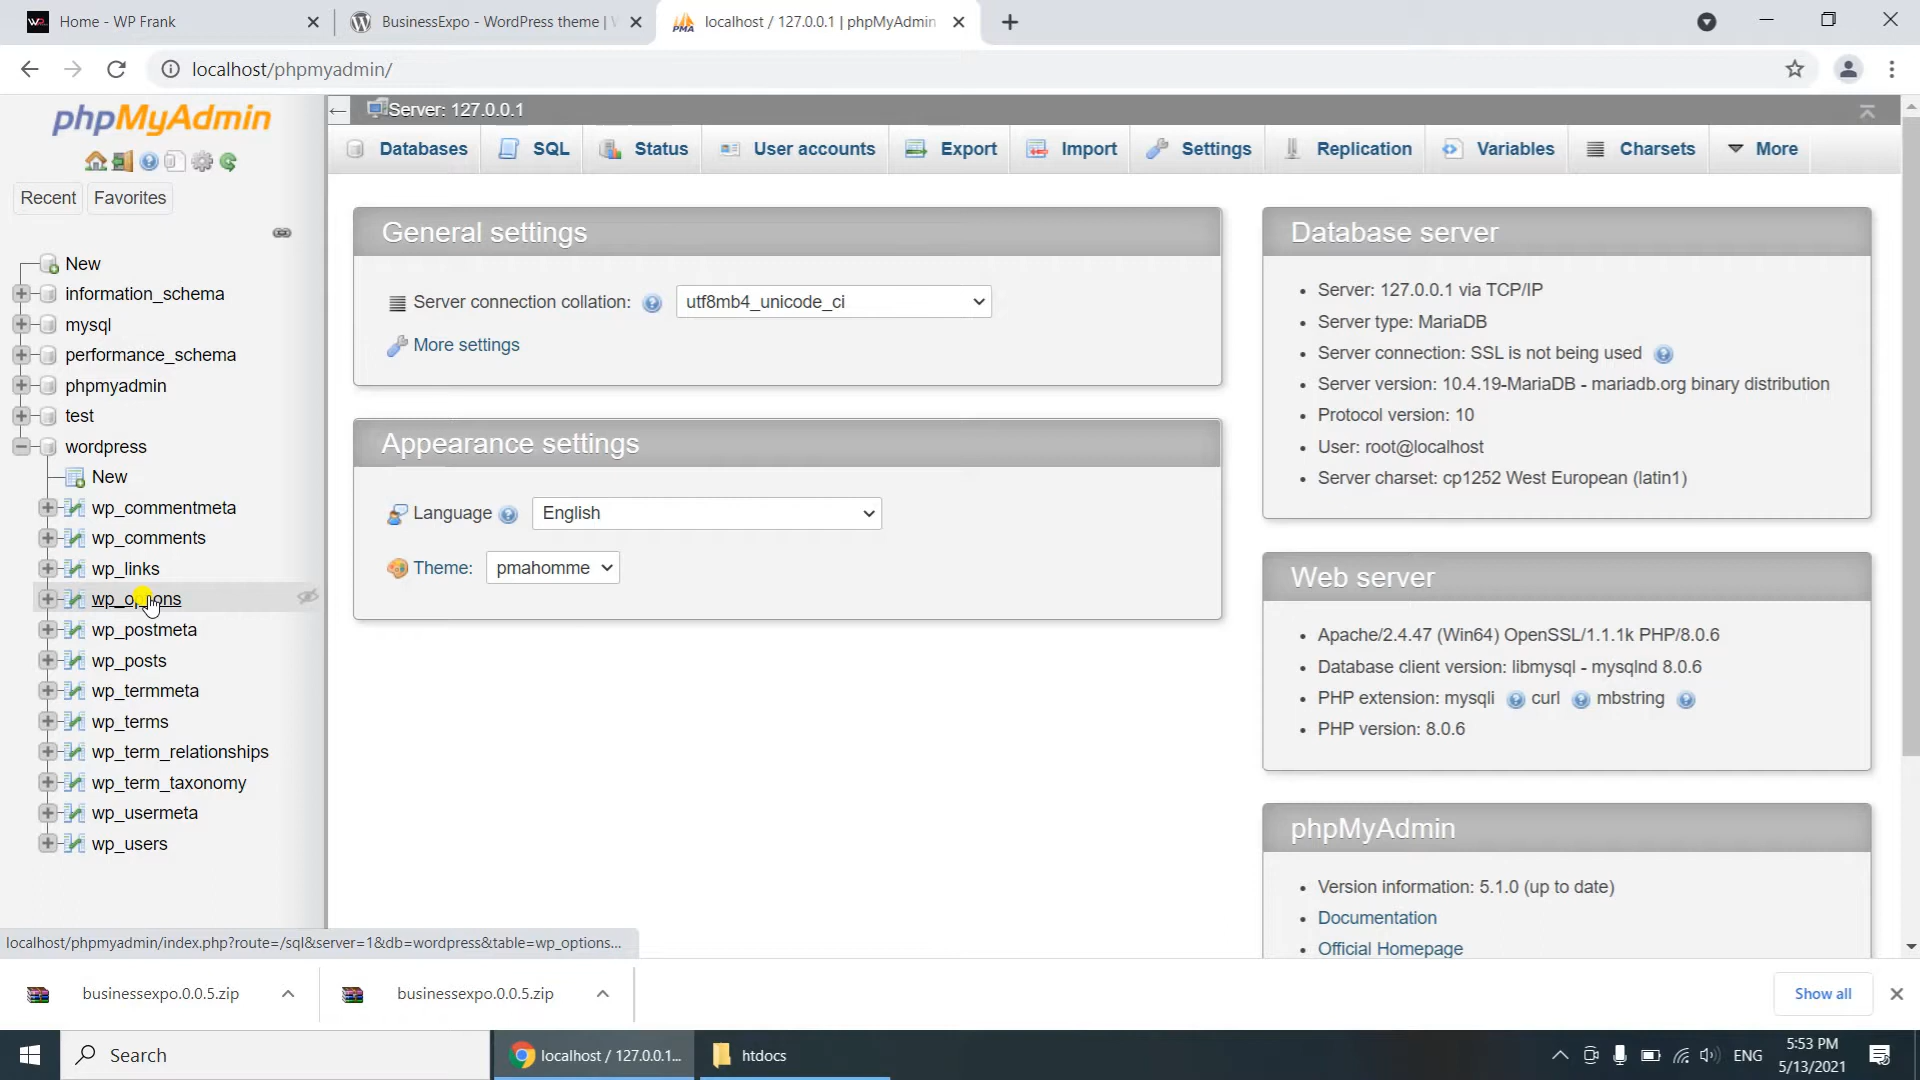 Home - WP Frank
BusinessExpo - WordPress theme | W
PMA
localhost / 127.0.0.1 | phpMyAdmin
localhost/phpmyadmin/
phpMyAdmin
Recent
Favorites
New
information_schema
mysql
performance_schema
phpmyadmin
test
wordpress
New
wp_commentmeta
wp_comments
wp_links
wp_options
wp_postmeta
wp_posts
wp_termmeta
wp_terms
wp_term_relationships
wp_term_taxonomy
wp_usermeta
wp_users
Server: 127.0.0.1
Databases
SQL
Status
User accounts
Export
Import
Settings
Replication
Variables
Charsets
More
General settings
Server connection collation:
utf8mb4_unicode_ci
More settings
Appearance settings
Language
English
Theme:
pmahomme
Database server
Server: 127.0.0.1 via TCP/IP
Server type: MariaDB
Server connection: SSL is not being used
Server version: 10.4.19-MariaDB - mariadb.org binary distribution
Protocol version: 10
User: root@localhost
Server charset: cp1252 West European (latin1)
Web server
Apache/2.4.47 (Win64) OpenSSL/1.1.1k PHP/8.0.6
Database client version: libmysql - mysqlnd 8.0.6
PHP extension: mysqli curl mbstring
PHP version: 8.0.6
phpMyAdmin
Version information: 5.1.0 (up to date)
Documentation
Official Homepage
localhost/phpmyadmin/index.php?route=/sql&server=1&db=wordpress&table=wp_options...
businessexpo.0.0.5.zip
businessexpo.0.0.5.zip
Show all
Search
localhost / 127.0.0.1...
htdocs
ENG
5:53 PM
5/13/2021